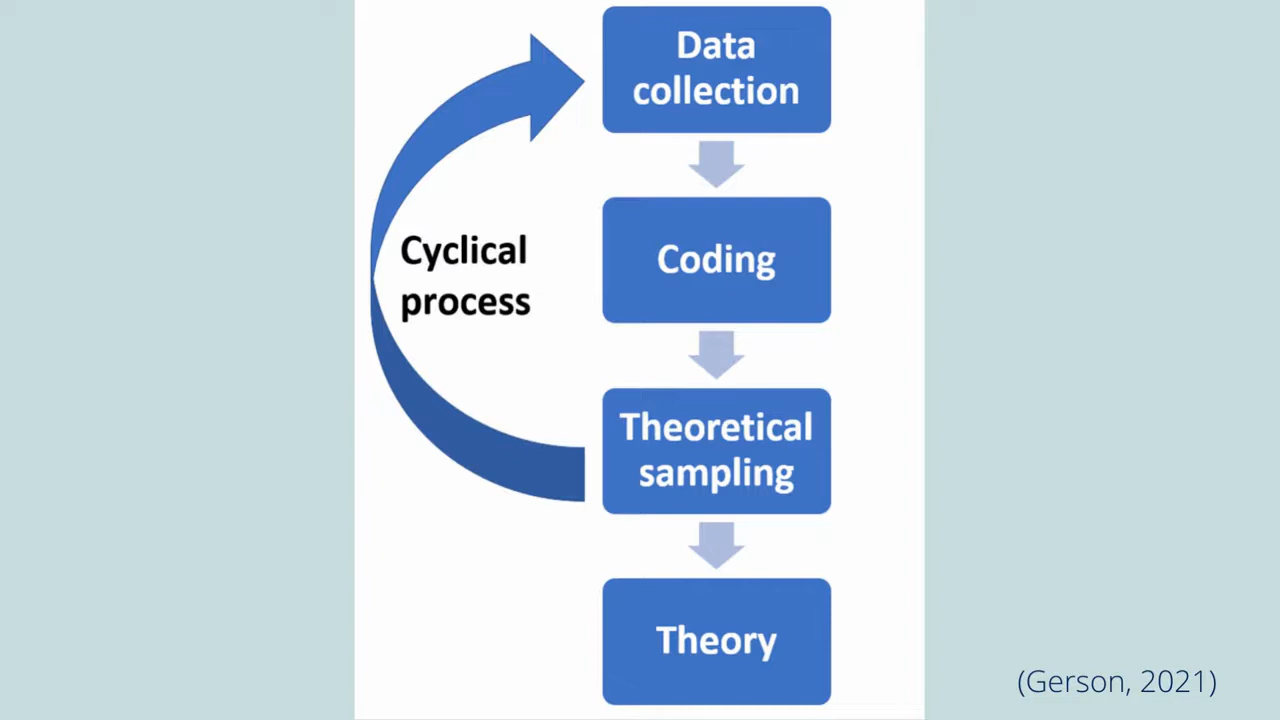 Data
collection
Cyclical
process
Coding
Theoretical
sampling
Theory
(Gerson, 2021)